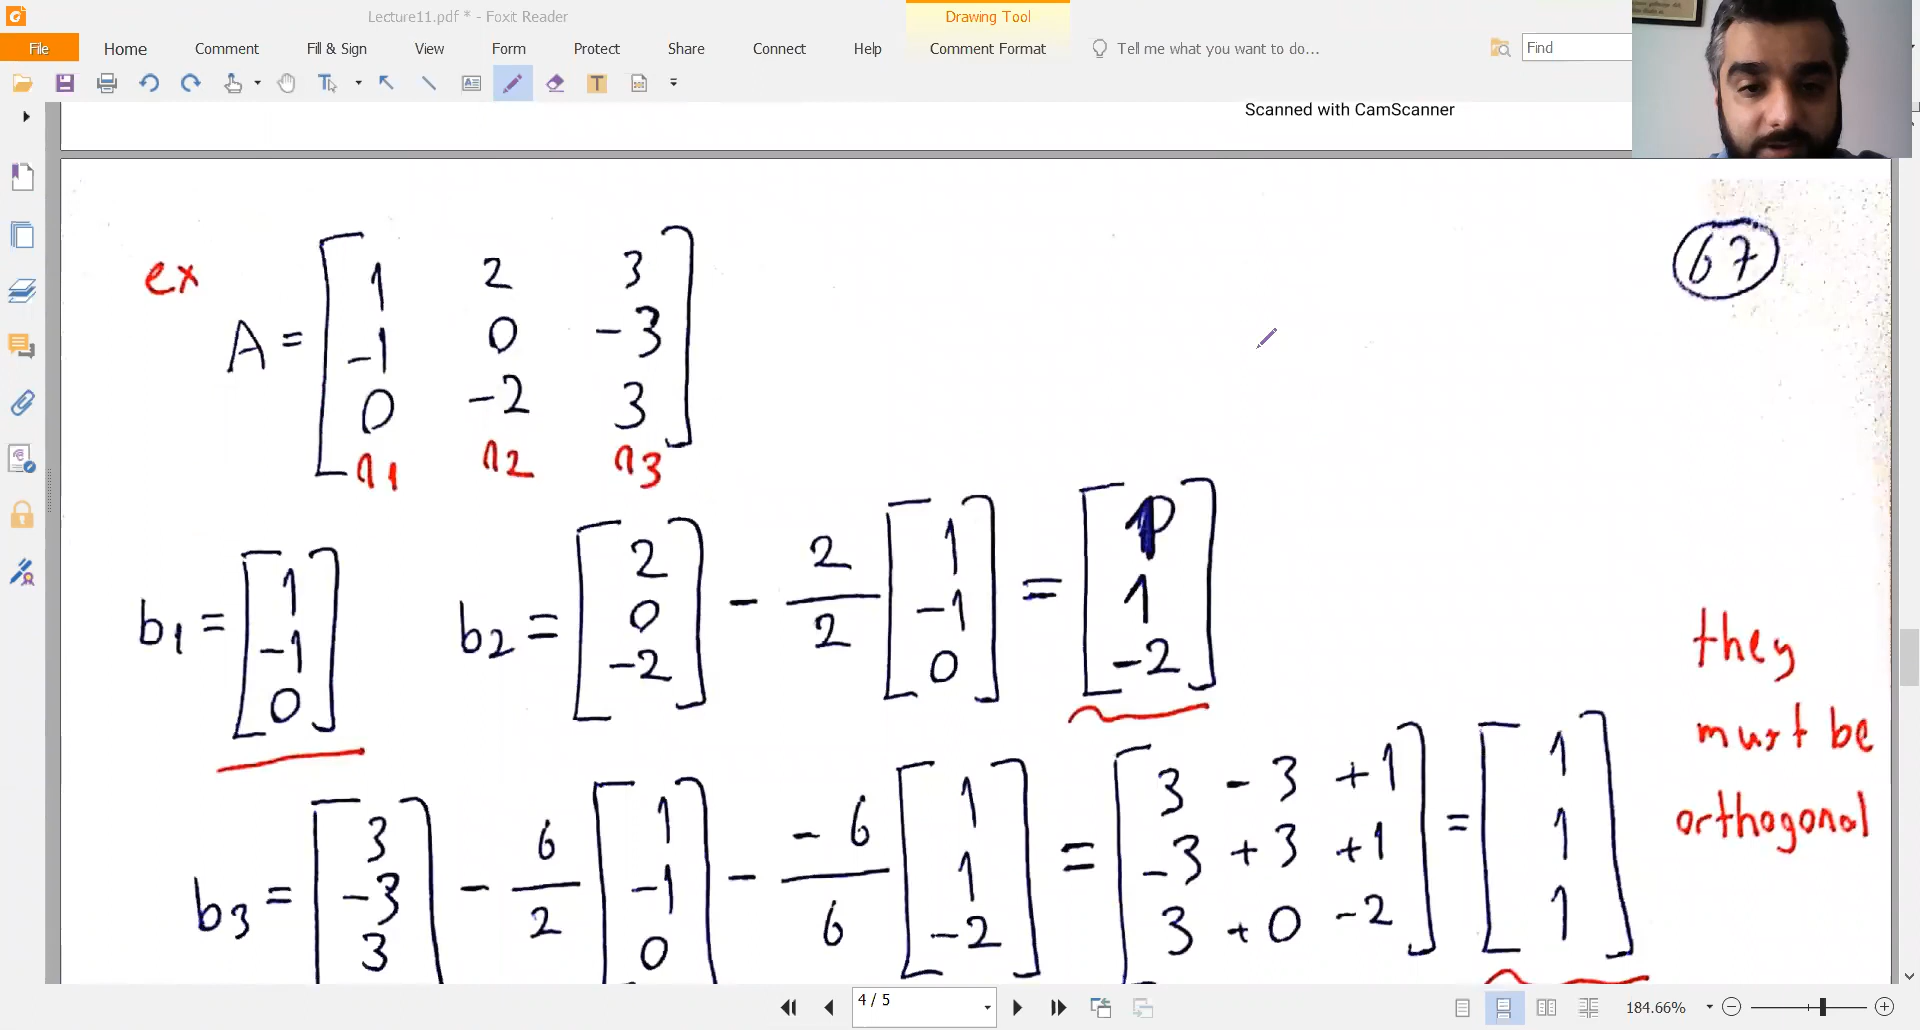 Lecture11.pdf * - Foxit Reader
Drawing Tool
File Home Comment Fill & Sign View Form Protect Share Connect Help Comment Format Tell me what you want to do... Find
Scanned with CamScanner
67
ex
A = [ 1 2 3
-1 0 -3
0 -2 3 ]
b1 = [ 1 -1 0 ] b2 = [ 2 0 -2 ] - 2/2 [ 1 -1 0 ] = [ 1 1 -2 ]
they
must be
orthogonal
b3 = [ 3 -3 3 ] - 6/2 [ 1 -1 0 ] - -6/6 [ 1 1 -2 ] = [ 3 - 3 + 1
-3 + 3 + 1
3 + 0 - 2 ] = [ 1 1 1 ]
4 / 5
184.66%